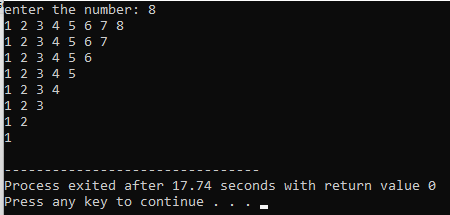 enter the number: 8
1 2 3 4 5 6 7 8
1 2 3 4 5 6 7
1 2 3 4 5 6
1 2 3 4 5
1 2 3 4
1 2 3
1 2
1
--------------------------------
Process exited after 17.74 seconds with return value 0
Press any key to continue . . .